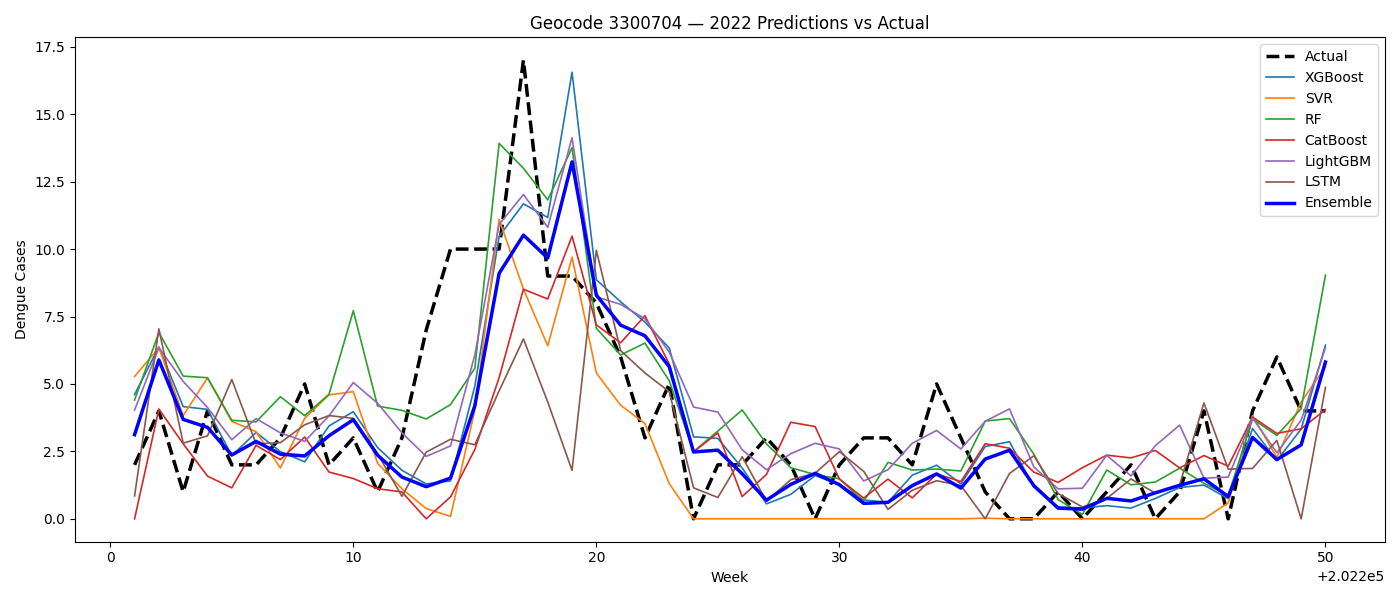 Geocode 3300704 — 2022 Predictions vs Actual
17.5
15.0
12.5
10.0
7.5
5.0
2.5
0.0
Dengue Cases
Actual
XGBoost
SVR
RF
CatBoost
LightGBM
LSTM
Ensemble
0 10 20 30 40 50
Week
+2.022e5